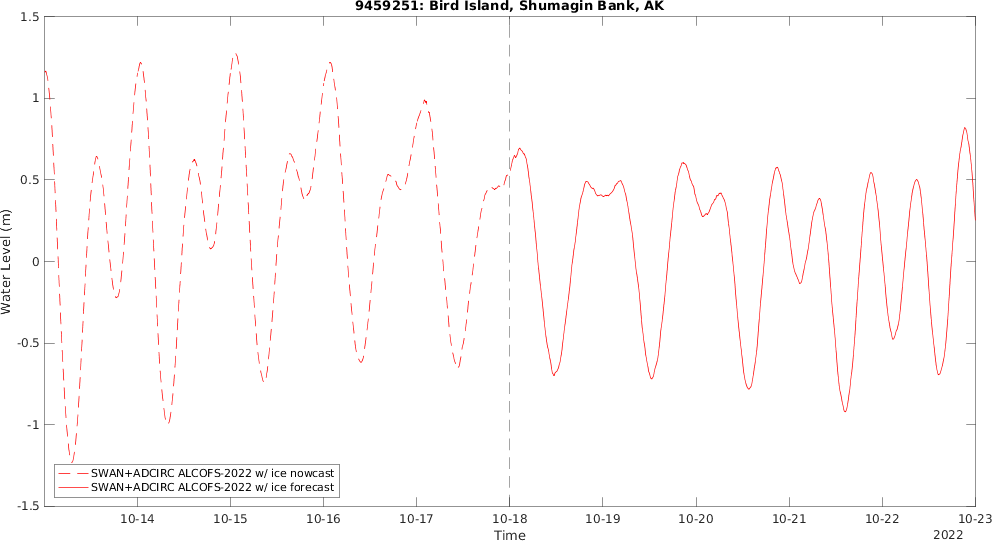 9459251: Bird Island, Shumagin Bank, AK
Water Level (m)
1.5
1
0.5
0
-0.5
-1
-1.5
SWAN+ADCIRC ALCOFS-2022 w/ ice nowcast
SWAN+ADCIRC ALCOFS-2022 w/ ice forecast
10-14 10-15 10-16 10-17 10-18 10-19 10-20 10-21 10-22 10-23
Time
2022